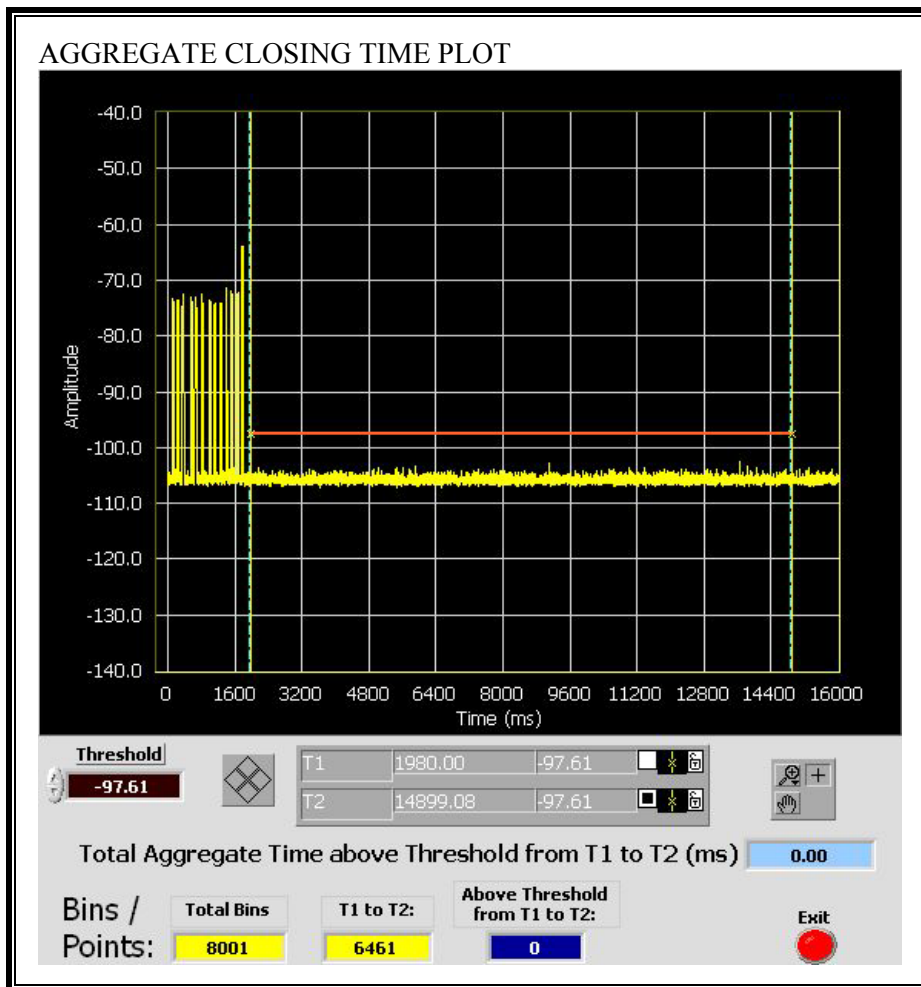 AGGREGATE CLOSING TIME PLOT
-40.0
-50.0
-60.0
-70.0
-80.0
-90.0
-100.0
-110.0
-120.0
-130.0
-140.0
Amplitude
0 1600 3200 4800 6400 8000 9600 11200 12800 14400 16000
Time (ms)
Threshold
-97.61
T1 1980.00 -97.61
T2 14899.08 -97.61
Total Aggregate Time above Threshold from T1 to T2 (ms) 0.00
Bins /
Points:
Total Bins
8001
T1 to T2:
6461
Above Threshold
from T1 to T2:
0
Exit